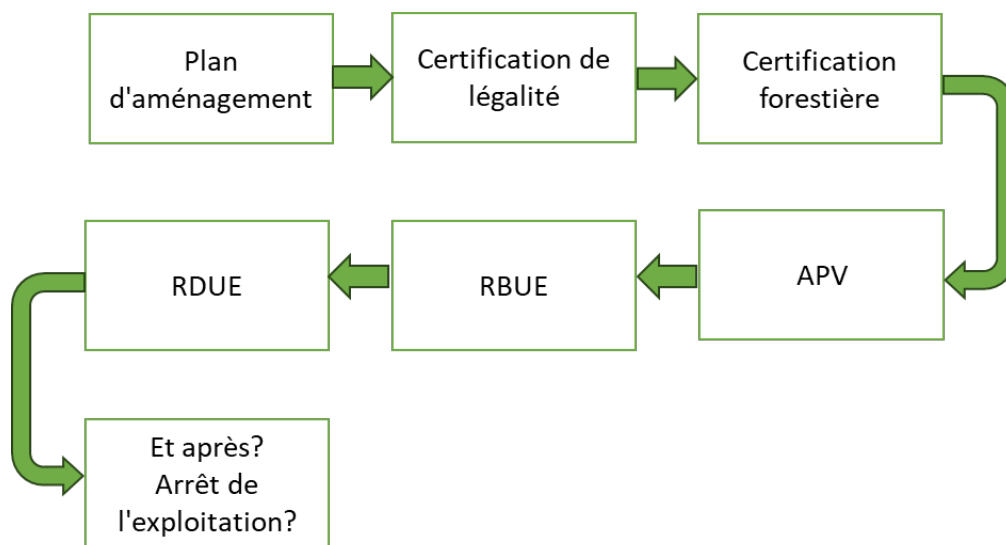 Plan
d'aménagement
Certification de
légalité
Certification
forestière
APV
RBUE
RDUE
Et après?
Arrêt de
l'exploitation?